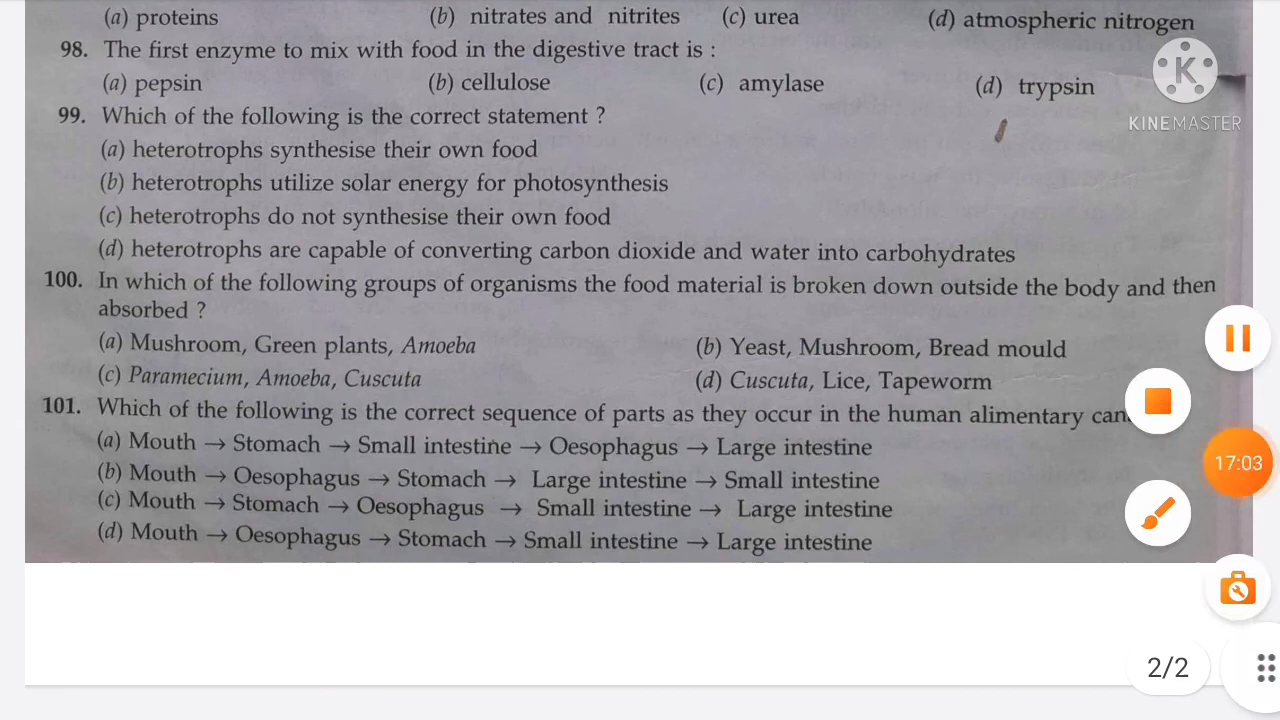 (a) proteins (b) nitrates and nitrites (c) urea (d) atmospheric nitrogen
98. The first enzyme to mix with food in the digestive tract is :
(a) pepsin (b) cellulose (c) amylase (d) trypsin
KINEMASTER
99. Which of the following is the correct statement ?
(a) heterotrophs synthesise their own food
(b) heterotrophs utilize solar energy for photosynthesis
(c) heterotrophs do not synthesise their own food
(d) heterotrophs are capable of converting carbon dioxide and water into carbohydrates
100. In which of the following groups of organisms the food material is broken down outside the body and then
absorbed ?
(a) Mushroom, Green plants, Amoeba (b) Yeast, Mushroom, Bread mould
(c) Paramecium, Amoeba, Cuscuta (d) Cuscuta, Lice, Tapeworm
101. Which of the following is the correct sequence of parts as they occur in the human alimentary
(a) Mouth → Stomach → Small intestine → Oesophagus → Large intestine
(b) Mouth → Oesophagus → Stomach → Large intestine → Small intestine
(c) Mouth → Stomach → Oesophagus → Small intestine → Large intestine
(d) Mouth → Oesophagus → Stomach → Small intestine → Large intestine
17:03
2/2